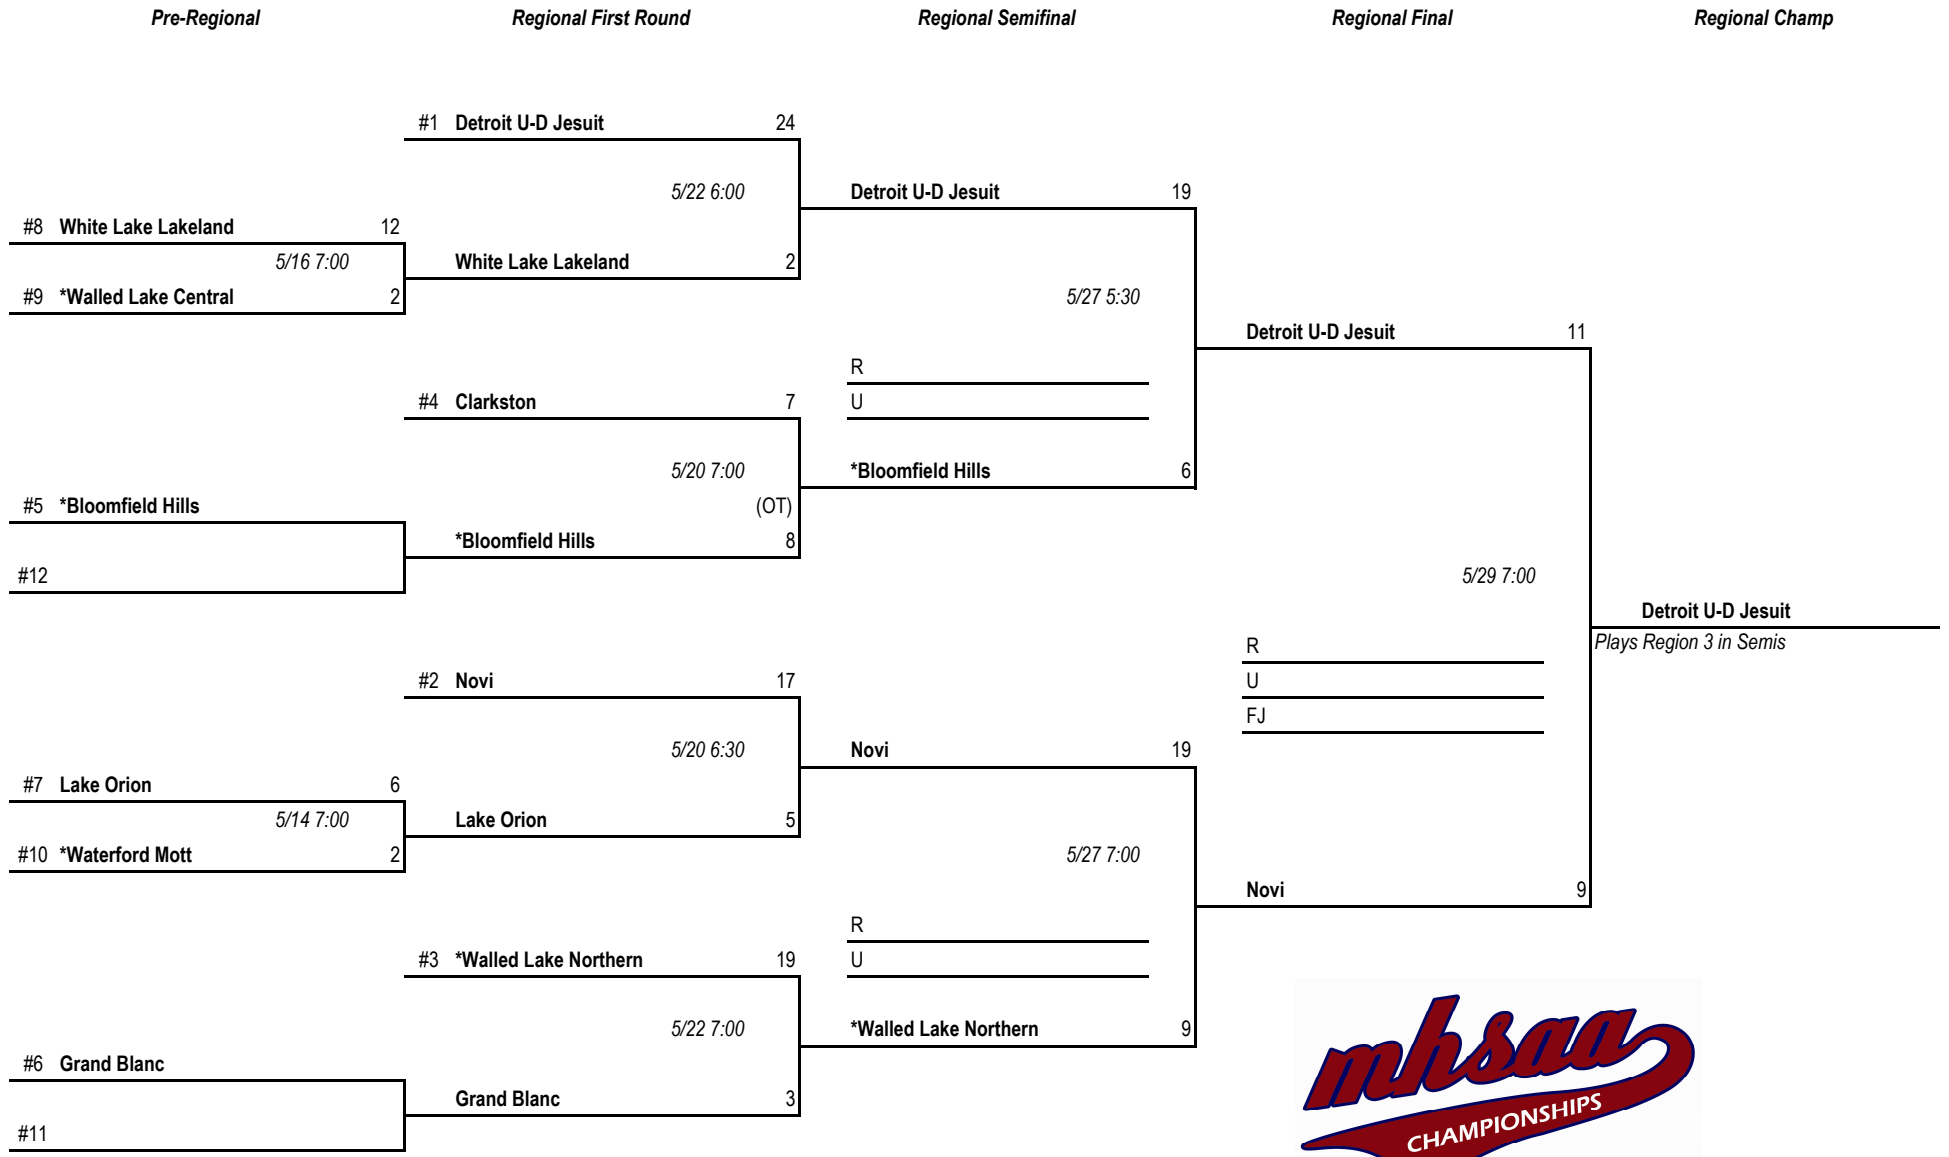 Pre-Regional Regional First Round Regional Semifinal Regional Final Regional Champ
#1 Detroit U-D Jesuit 24
5/22 6:00 Detroit U-D Jesuit 19
#8 White Lake Lakeland 12
5/16 7:00 White Lake Lakeland 2
#9 *Walled Lake Central 2 5/27 5:30
Detroit U-D Jesuit 11
R
#4 Clarkston 7 U
5/20 7:00 *Bloomfield Hills 6
#5 *Bloomfield Hills (OT)
*Bloomfield Hills 8
#12 5/29 7:00
Detroit U-D Jesuit
R Plays Region 3 in Semis
#2 Novi 17 U
FJ
5/20 6:30 Novi 19
#7 Lake Orion 6
5/14 7:00 Lake Orion 5
#10 *Waterford Mott 2 5/27 7:00
Novi 9
R
#3 *Walled Lake Northern 19 U
5/22 7:00 *Walled Lake Northern 9
#6 Grand Blanc
Grand Blanc 3
#11
mhsaa
CHAMPIONSHIPS